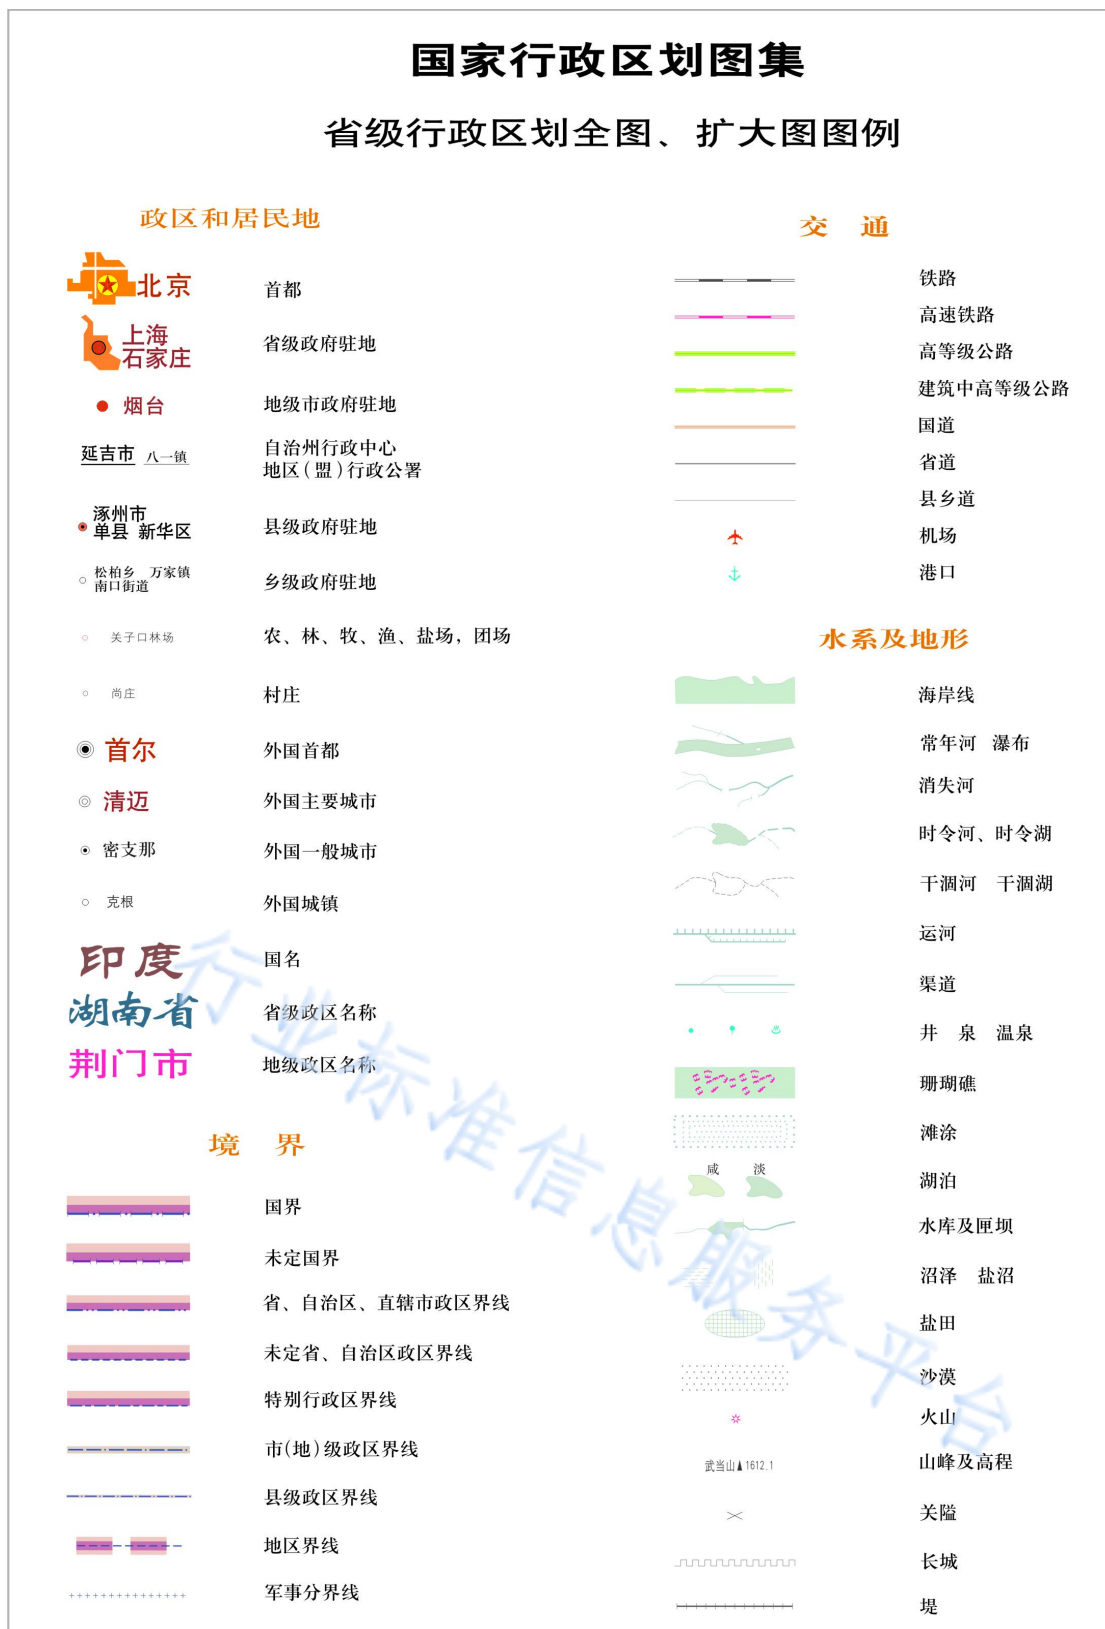 国家行政区划图集
省级行政区划全图、扩大图图例
政区和居民地
北京
首都
上海
石家庄
省级政府驻地
烟台
地级市政府驻地
延吉市 八一镇
自治州行政中心
地区(盟)行政公署
涿州市
单县 新华区
县级政府驻地
松柏乡 万家镇
南口街道
乡级政府驻地
关子口林场
农、林、牧、渔、盐场，团场
尚庄
村庄
首尔
外国首都
清迈
外国主要城市
密支那
外国一般城市
克根
外国城镇
印度
国名
湖南省
省级政区名称
荆门市
地级政区名称
境 界
国界
未定国界
省、自治区、直辖市政区界线
未定省、自治区政区界线
特别行政区界线
市(地)级政区界线
县级政区界线
地区界线
军事分界线
交 通
铁路
高速铁路
高等级公路
建筑中高等级公路
国道
省道
县乡道
机场
港口
水系及地形
海岸线
常年河 瀑布
消失河
时令河、时令湖
干涸河 干涸湖
运河
渠道
井 泉 温泉
珊瑚礁
滩涂
咸 淡
湖泊
水库及匣坝
沼泽 盐沼
盐田
沙漠
火山
武当山▲1612.1
山峰及高程
关隘
长城
堤
行业标准信息服务平台